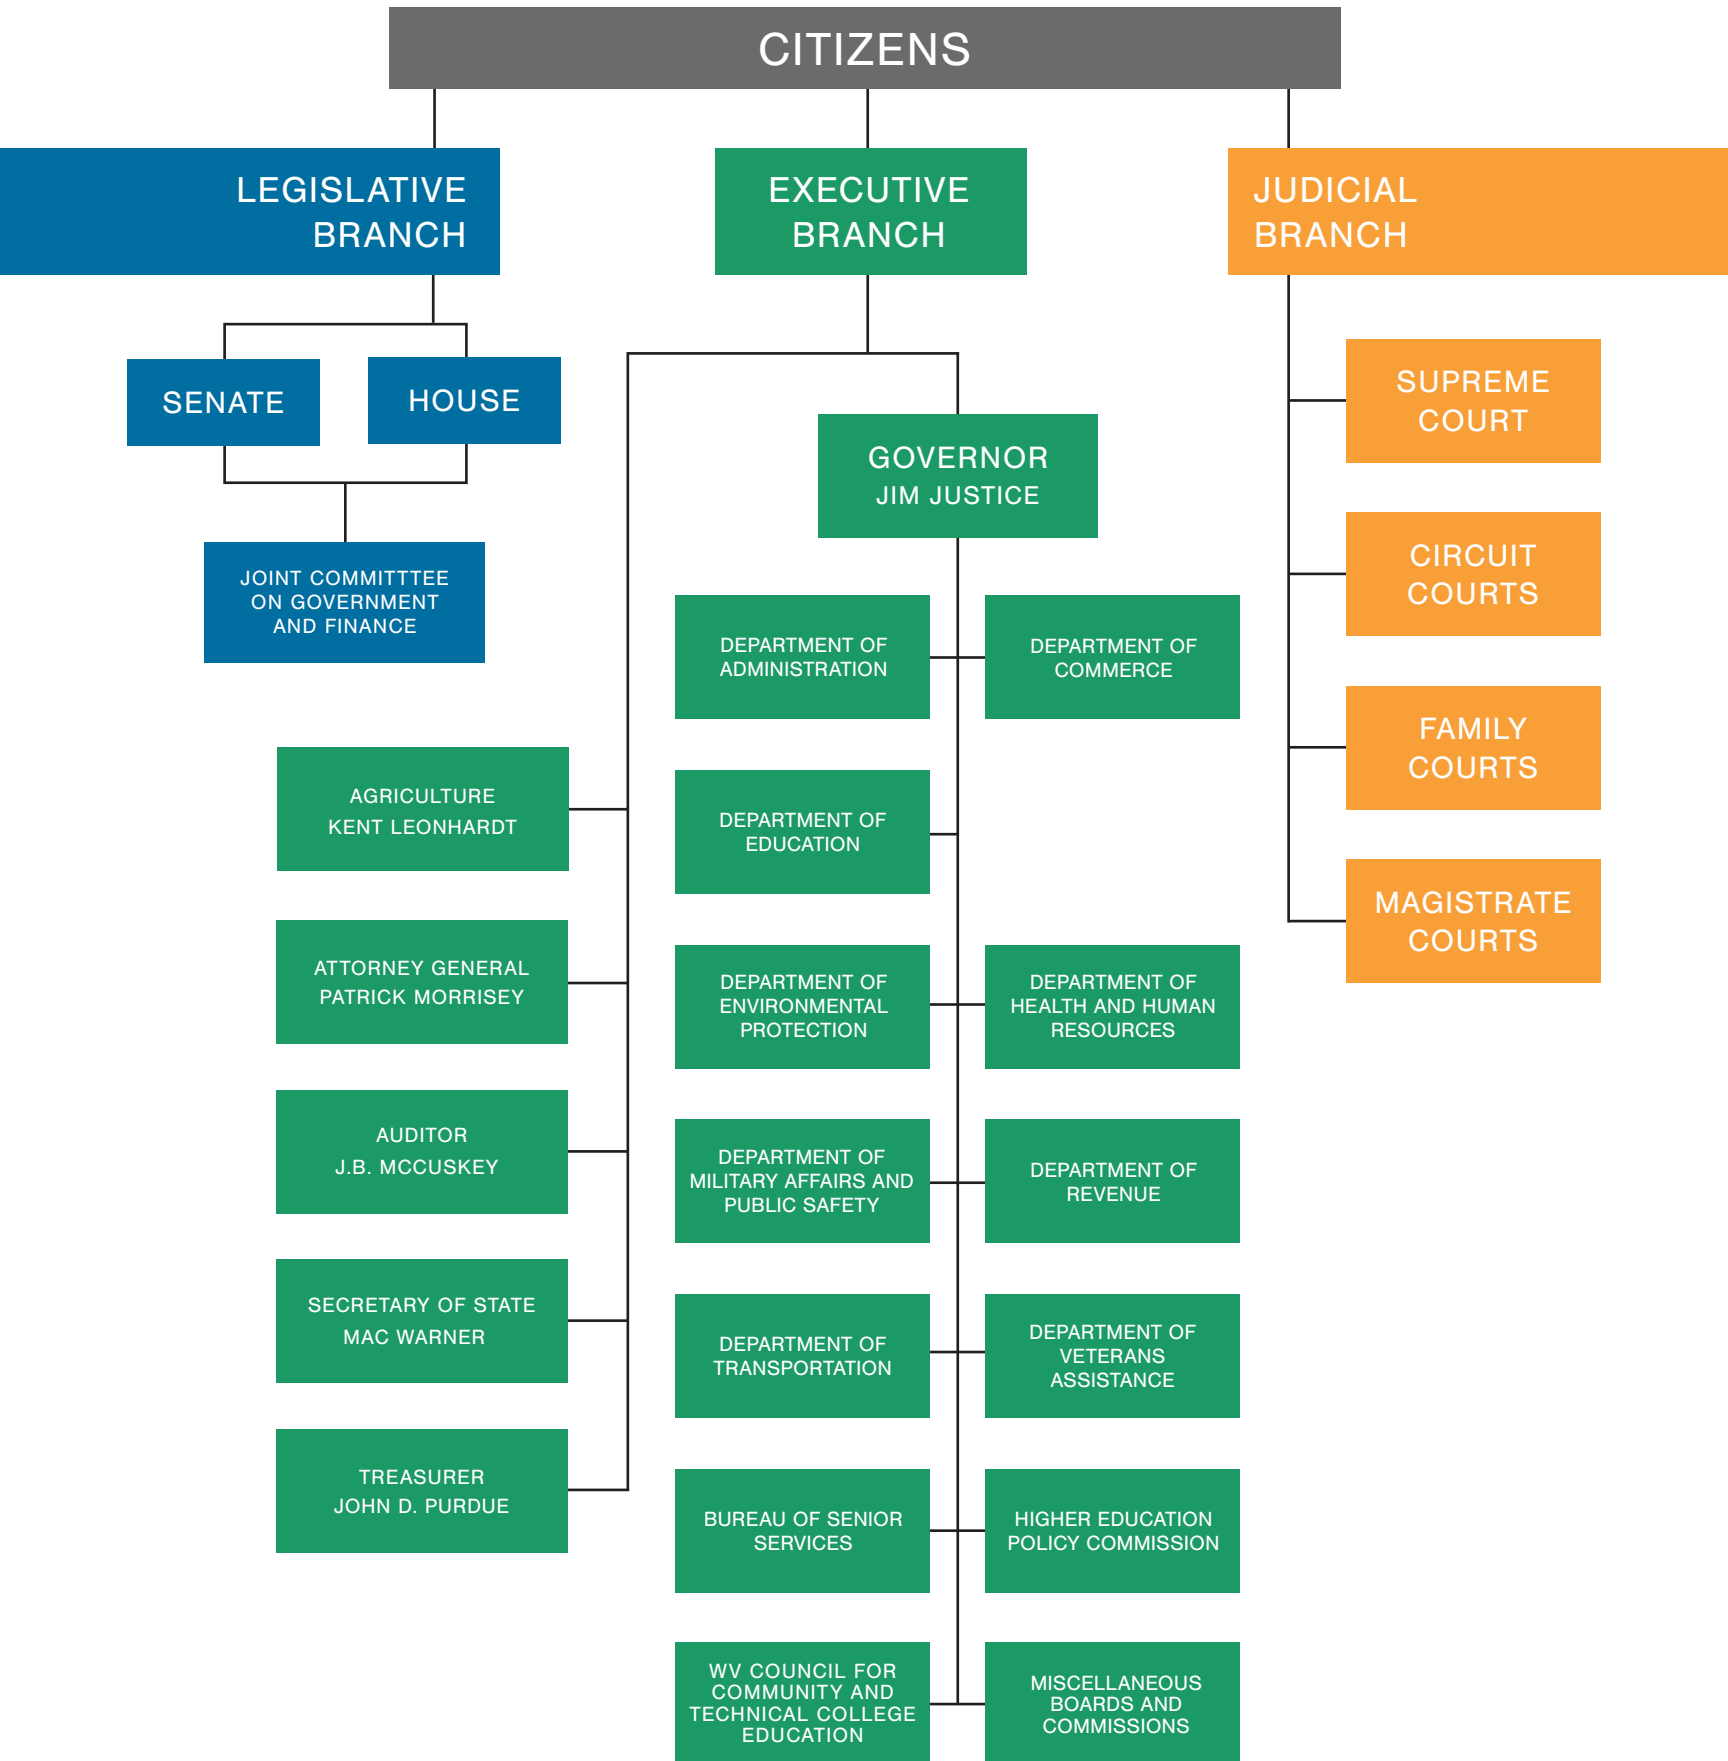 CITIZENS
LEGISLATIVE
BRANCH
EXECUTIVE
BRANCH
JUDICIAL
BRANCH
SENATE
HOUSE
JOINT COMMITTTEE
ON GOVERNMENT
AND FINANCE
GOVERNOR
JIM JUSTICE
AGRICULTURE
KENT LEONHARDT
ATTORNEY GENERAL
PATRICK MORRISEY
AUDITOR
J.B. MCCUSKEY
SECRETARY OF STATE
MAC WARNER
TREASURER
JOHN D. PURDUE
DEPARTMENT OF
ADMINISTRATION
DEPARTMENT OF
COMMERCE
DEPARTMENT OF
EDUCATION
DEPARTMENT OF
ENVIRONMENTAL
PROTECTION
DEPARTMENT OF
HEALTH AND HUMAN
RESOURCES
DEPARTMENT OF
MILITARY AFFAIRS AND
PUBLIC SAFETY
DEPARTMENT OF
REVENUE
DEPARTMENT OF
TRANSPORTATION
DEPARTMENT OF
VETERANS
ASSISTANCE
BUREAU OF SENIOR
SERVICES
HIGHER EDUCATION
POLICY COMMISSION
WV COUNCIL FOR
COMMUNITY AND
TECHNICAL COLLEGE
EDUCATION
MISCELLANEOUS
BOARDS AND
COMMISSIONS
SUPREME
COURT
CIRCUIT
COURTS
FAMILY
COURTS
MAGISTRATE
COURTS